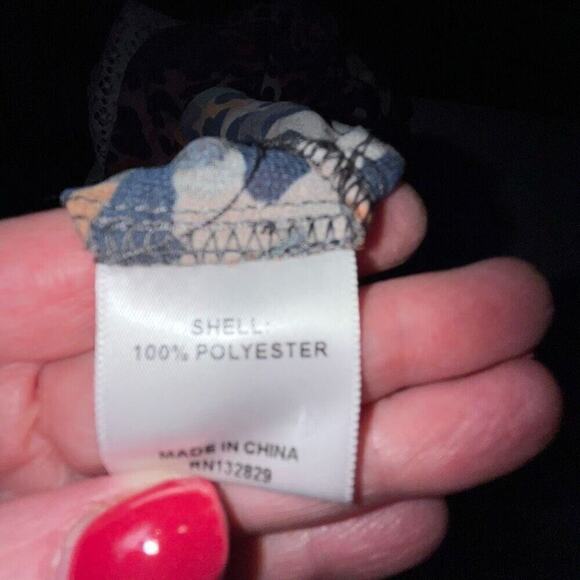 SHELL:
100% POLYESTER
MADE IN CHINA
RN132829